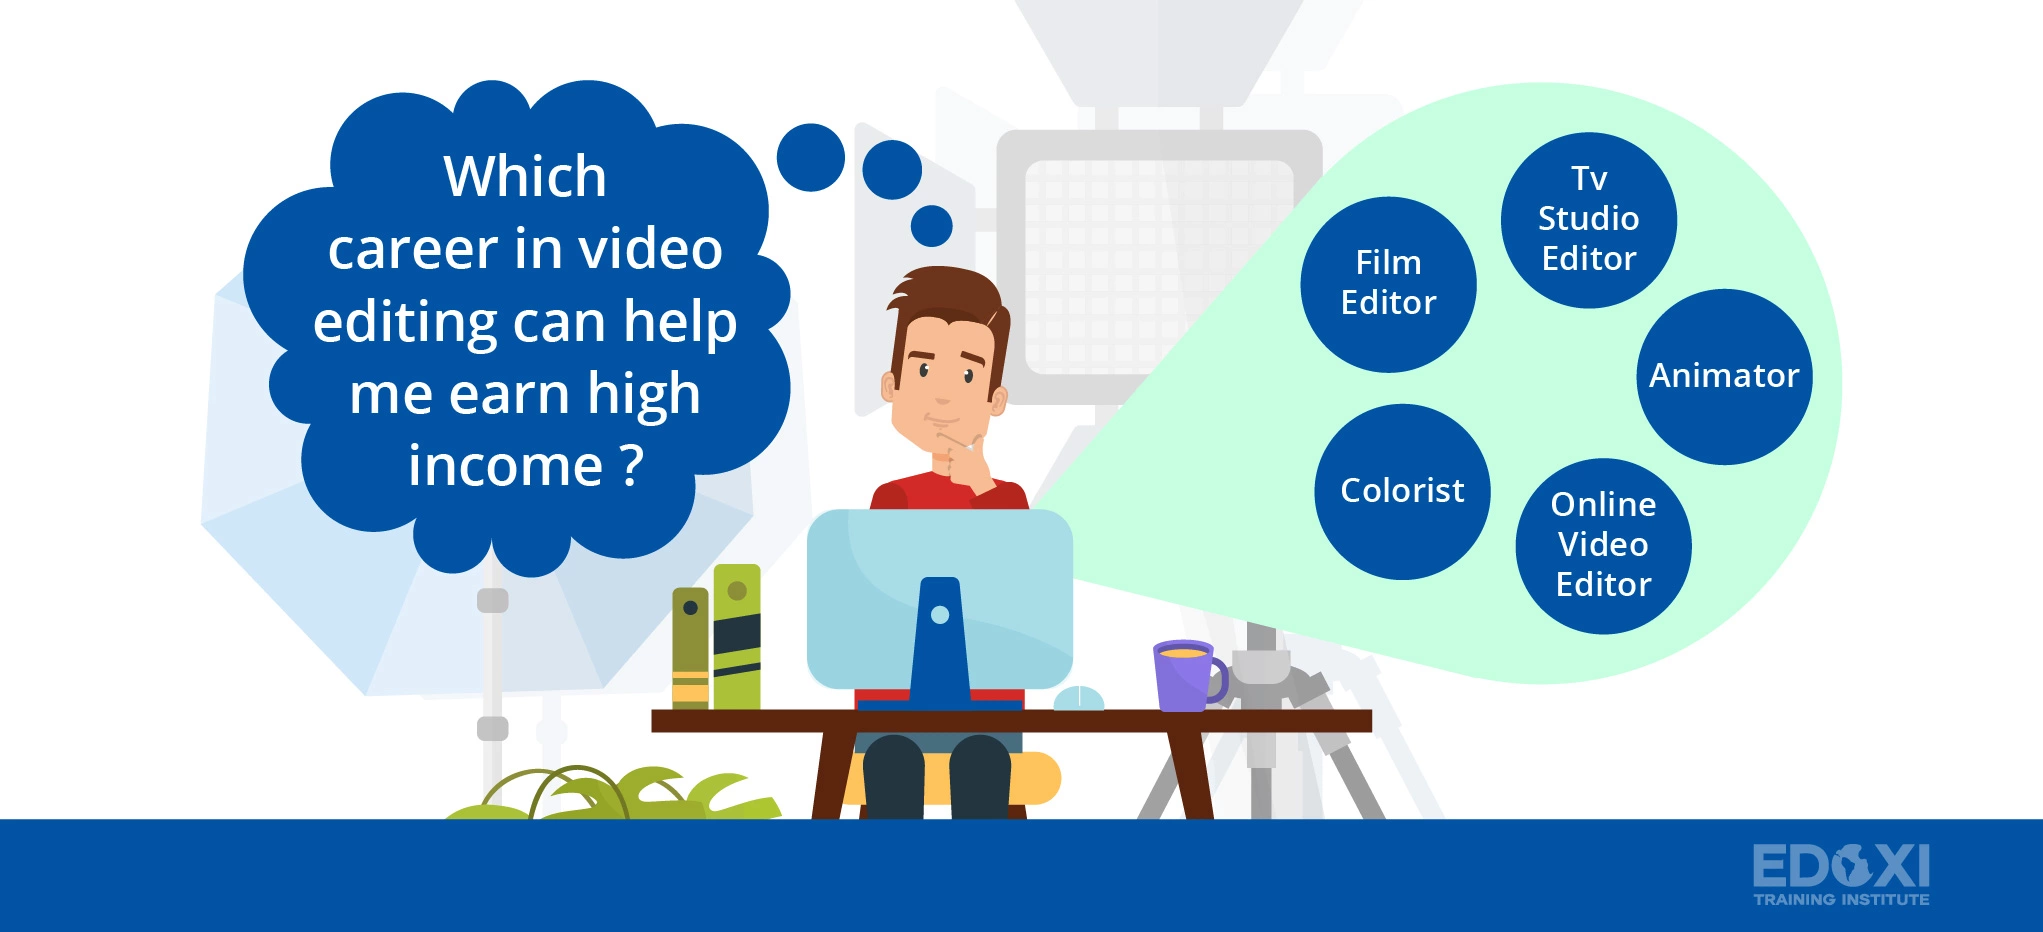 Which
career in video
editing can help
me earn high
income ?
Tv
Studio
Editor
Film
Editor
Animator
Colorist
Online
Video
Editor
EDOXI
TRAINING INSTITUTE